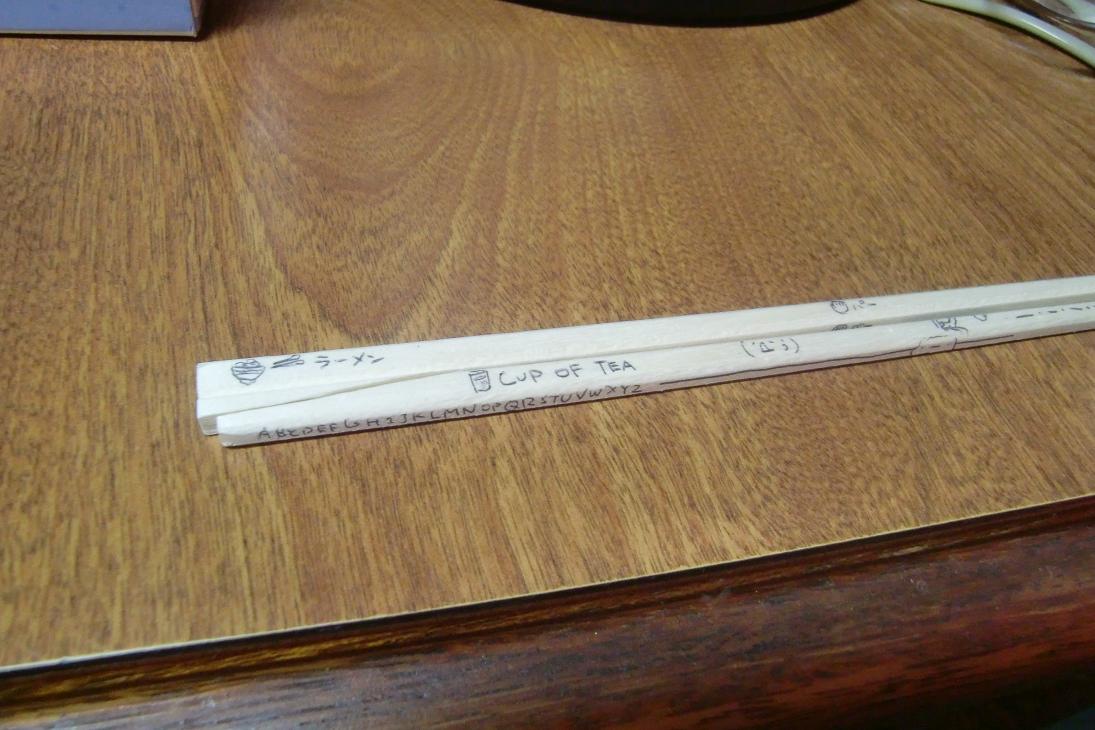 ラーメン
CUP OF TEA
(´Д`;)
ABCDEFGHIJKLMNOPQRSTUVWXYZ